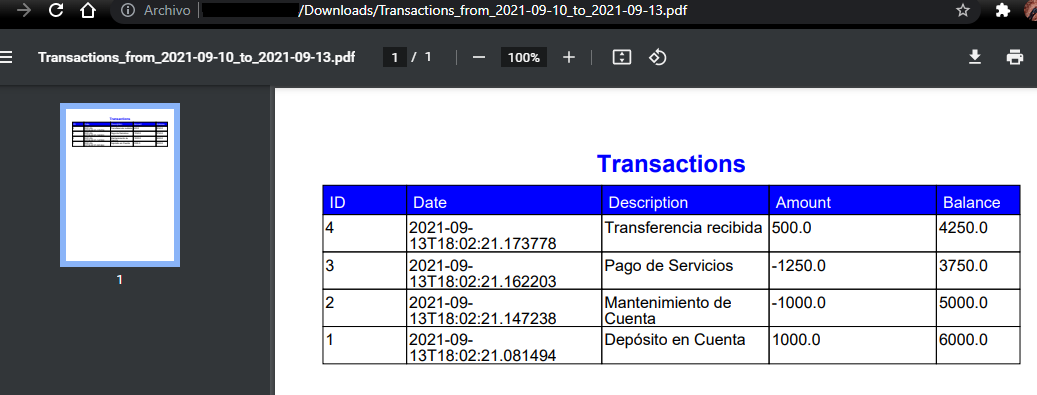 Archivo | /Downloads/Transactions_from_2021-09-10_to_2021-09-13.pdf
Transactions_from_2021-09-10_to_2021-09-13.pdf 1 / 1 100%
1
Transactions
ID Date Description Amount Balance
4 2021-09-13T18:02:21.173778 Transferencia recibida 500.0 4250.0
3 2021-09-13T18:02:21.162203 Pago de Servicios -1250.0 3750.0
2 2021-09-13T18:02:21.147238 Mantenimiento de Cuenta -1000.0 5000.0
1 2021-09-13T18:02:21.081494 Depósito en Cuenta 1000.0 6000.0